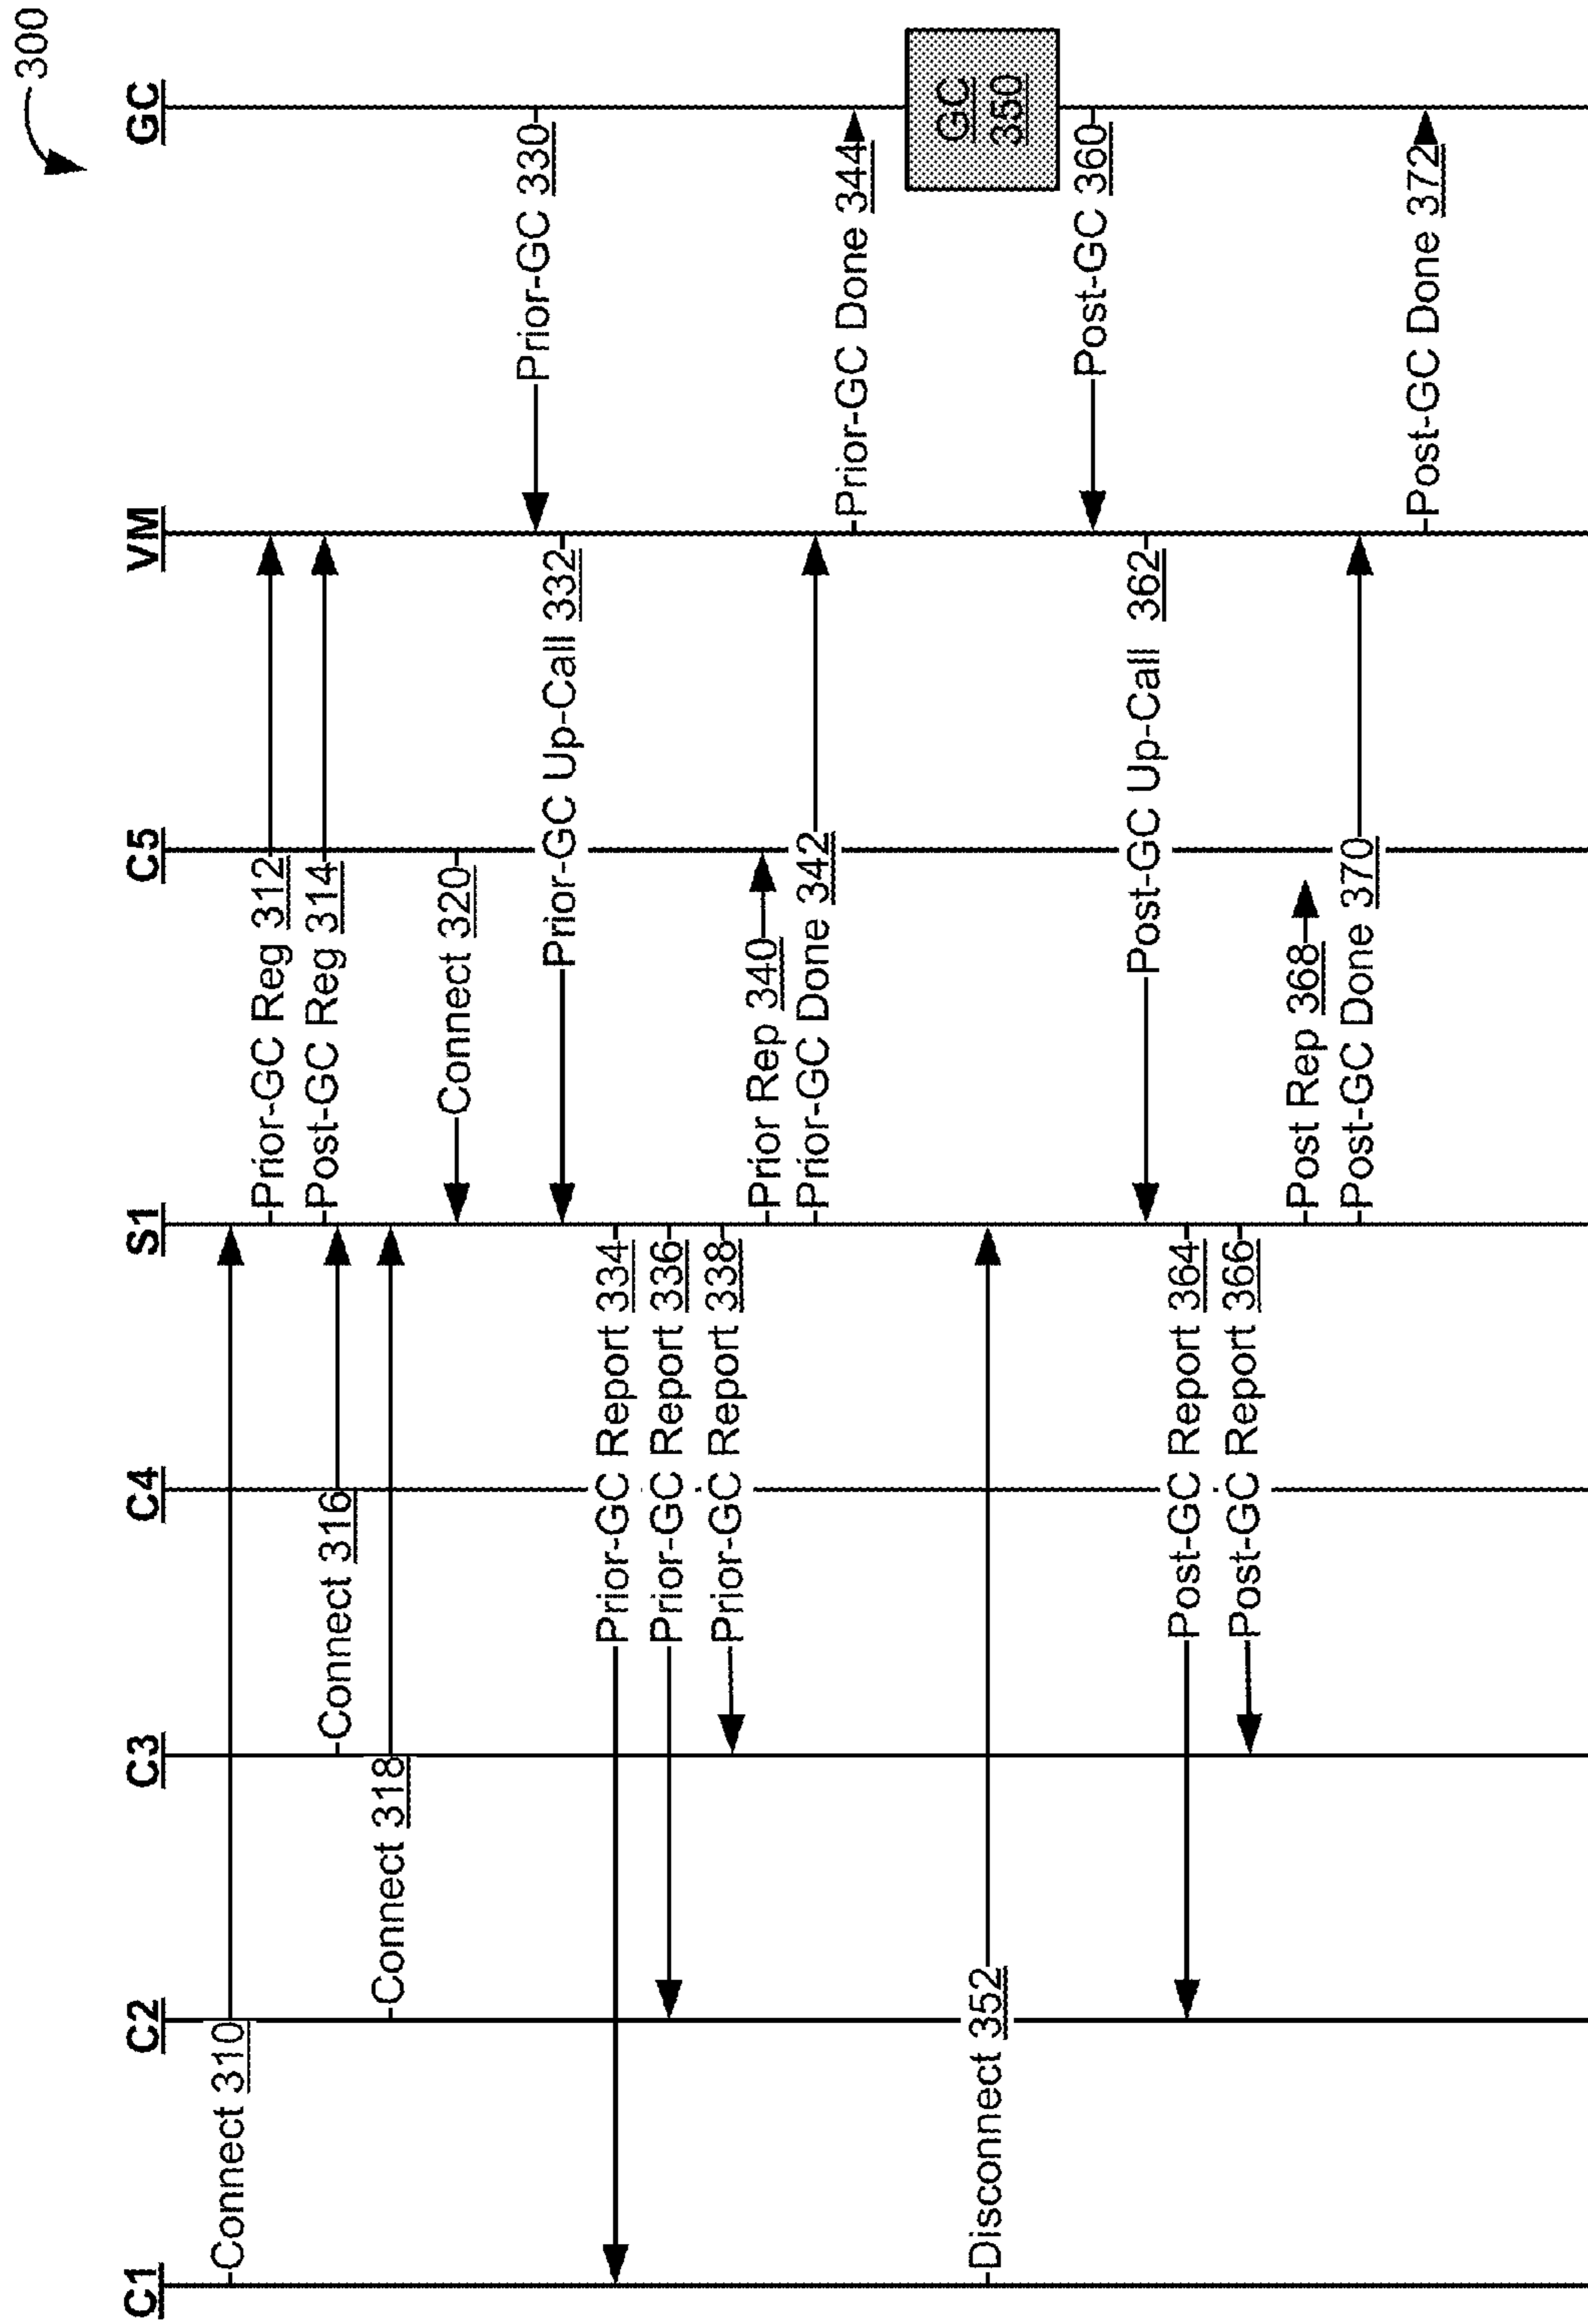 300
C1
C2
C3
C4
S1
C5
VM
GC
Connect 310
Prior-GC Reg 312
Post-GC Reg 314
Connect 316
Connect 318
Connect 320
Prior-GC 330
Prior-GC Up-Call 332
Prior-GC Report 334
Prior-GC Report 336
Prior-GC Report 338
Prior Rep 340
Prior-GC Done 342
Prior-GC Done 344
GC
350
Disconnect 352
Post-GC 360
Post-GC Up-Call 362
Post-GC Report 364
Post-GC Report 366
Post Rep 368
Post-GC Done 370
Post-GC Done 372